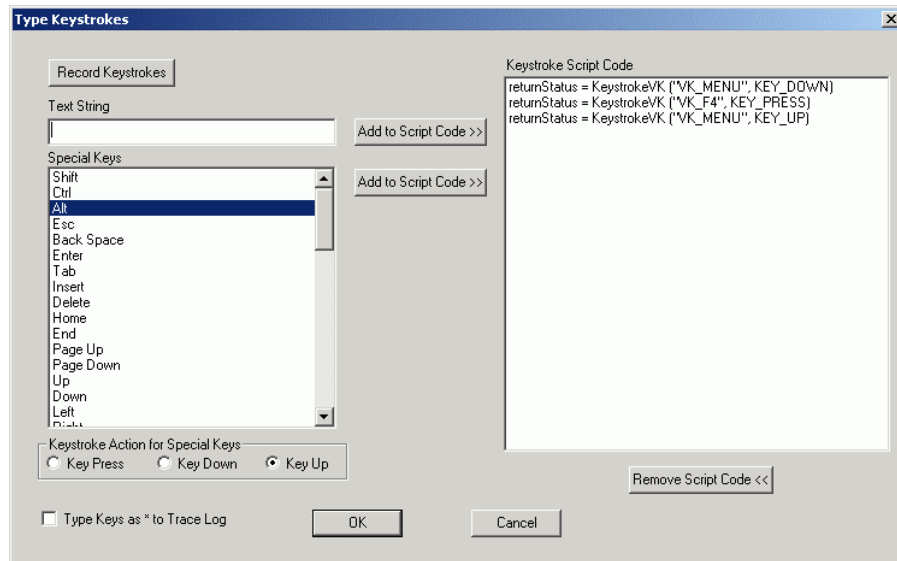 Type Keystrokes
Record Keystrokes
Text String
Add to Script Code >>
Special Keys
Shift
Ctrl
Alt
Esc
Back Space
Enter
Tab
Insert
Delete
Home
End
Page Up
Page Down
Up
Down
Left
Add to Script Code >>
Keystroke Action for Special Keys
Key Press Key Down Key Up
Type Keys as * to Trace Log
Keystroke Script Code
returnStatus = KeystrokeVK ("VK_MENU", KEY_DOWN)
returnStatus = KeystrokeVK ("VK_F4", KEY_PRESS)
returnStatus = KeystrokeVK ("VK_MENU", KEY_UP)
Remove Script Code <<
OK
Cancel